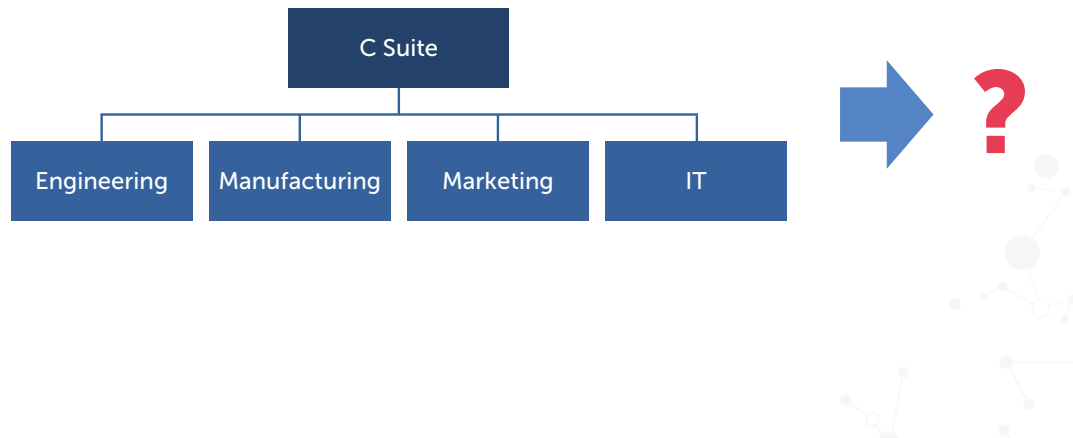 C Suite
Engineering
Manufacturing
Marketing
IT
?